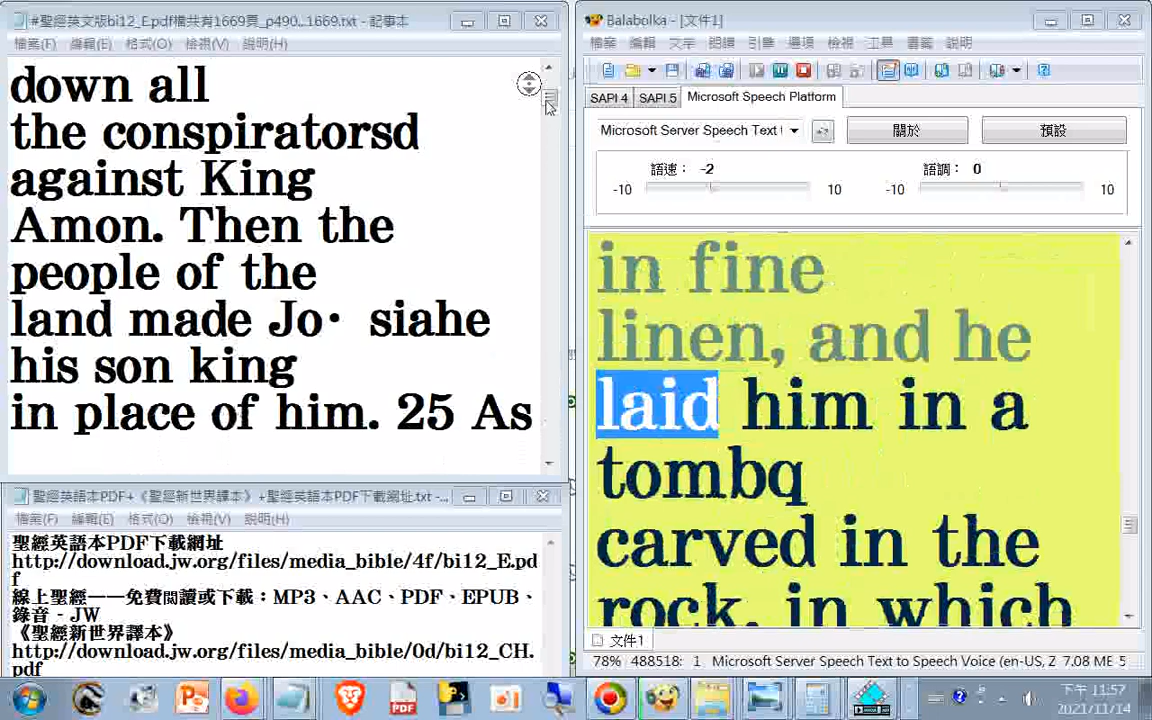 #聖經英文版bi12_E.pdf檔共有1669頁_p490...1669.txt - 記事本
檔案(F) 編輯(E) 格式(O) 檢視(V) 說明(H)
down all
the conspiratorsd
against King
Amon. Then the
people of the
land made Jo· siahe
his son king
in place of him. 25 As
聖經英語本PDF+《聖經新世界譯本》+聖經英語本PDF下載網址.txt - ...
檔案(F) 編輯(E) 格式(O) 檢視(V) 說明(H)
聖經英語本PDF下載網址
http://download.jw.org/files/media_bible/4f/bi12_E.pd
f
線上聖經——免費閱讀或下載：MP3、AAC、PDF、EPUB、
錄音 - JW
《聖經新世界譯本》
http://download.jw.org/files/media_bible/0d/bi12_CH.
pdf
Balabolka - [文件1]
檔案 編輯 文字 朗讀 引擎 選項 檢視 工具 書籤 說明
SAPI 4 SAPI 5 Microsoft Speech Platform
Microsoft Server Speech Text 關於 預設
語速： -2 語調： 0
-10 10 -10 10
in fine
linen, and he
laid him in a
tombq
carved in the
rock, in which
文件1
78% 488518: 1 Microsoft Server Speech Text to Speech Voice (en-US, Z 7.08 ME 5
下午 11:57
2021/11/14